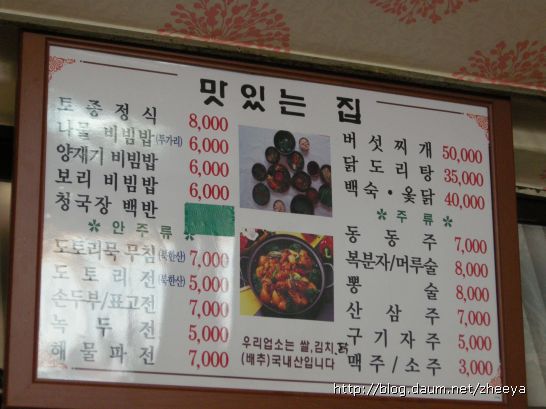 맛있는 집
토종정식 8,000
나물 비빔밥(뚜가리) 6,000
양재기 비빔밥 6,000
보리 비빔밥 6,000
청국장 백반
안주류
도토리묵 무침(북한산) 7,000
도토리전(북한산) 5,000
손두부/표고전 7,000
녹두전 5,000
해물파전 7,000
우리업소는 쌀,김치,닭
(배추)국내산입니다
버섯찌개 50,000
닭도리탕 35,000
백숙·옻닭 40,000
주류
동동주 7,000
복분자/머루술 8,000
뽕술 8,000
산삼주 7,000
구기자주 5,000
맥주/소주 3,000
http://blog.daum.net/zheeya